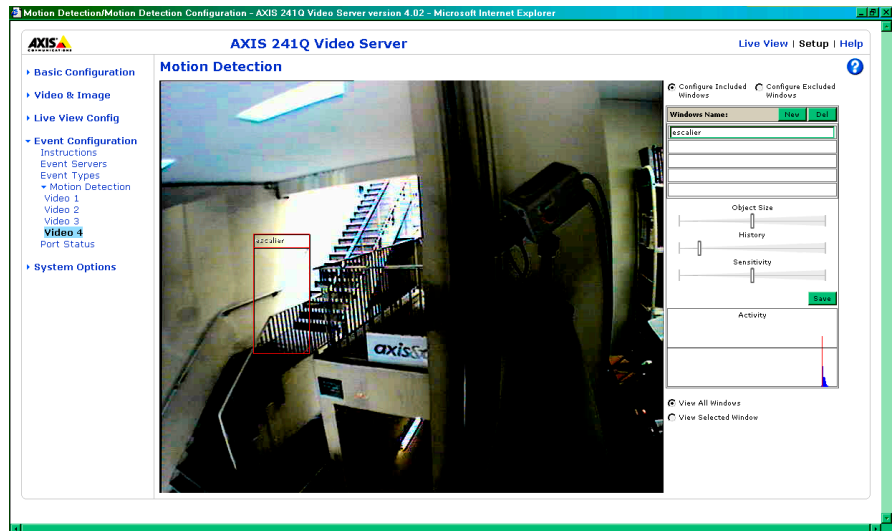 Motion Detection/Motion Detection Configuration - AXIS 241Q Video Server version 4.02 - Microsoft Internet Explorer
AXIS
COMMUNICATIONS
AXIS 241Q Video Server
Live View | Setup | Help
Basic Configuration
Video & Image
Live View Config
Event Configuration
Instructions
Event Servers
Event Types
Motion Detection
Video 1
Video 2
Video 3
Video 4
Port Status
System Options
Motion Detection
?
escalier
Configure Included Windows
Configure Excluded Windows
Windows Name:
New
Del
escalier
Object Size
History
Sensitivity
Save
Activity
View All Windows
View Selected Window